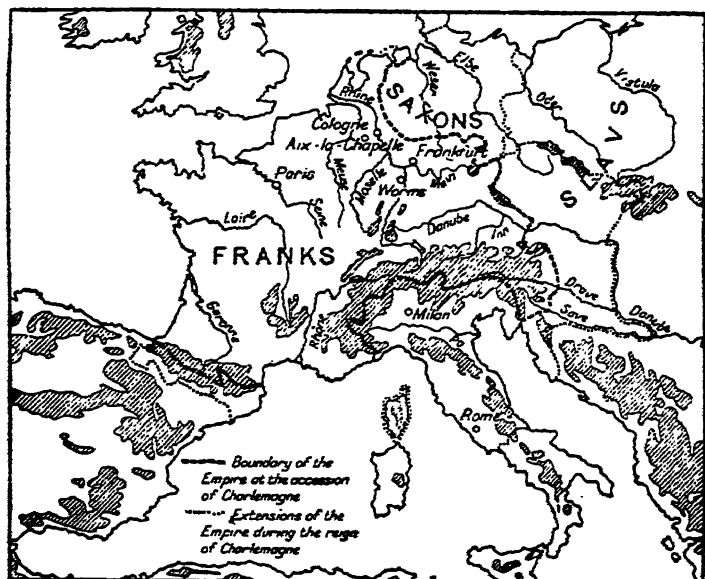 Elbe
Weser
Vistula
Oder
Rhine
SAXONS
SLAVS
Cologne
Aix-la-Chapelle
Frankfurt
Main
Paris
Meuse
Moselle
Worms
Seine
Loire
Danube
Inn
FRANKS
Garonne
Rhone
Milan
Drave
Save
Danube
Rome
Boundary of the
Empire at the accession
of Charlemagne
Extensions of the
Empire during the reign
of Charlemagne